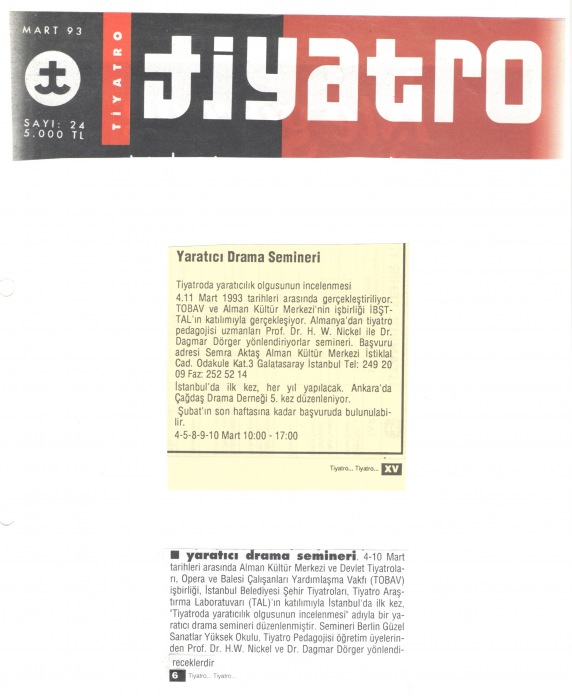 MART 93
TİYATRO
tiyatro
SAYI: 24
5.000 TL
Yaratıcı Drama Semineri
Tiyatroda yaratıcılık olgusunun incelenmesi
4.11 Mart 1993 tarihleri arasında gerçekleştiriliyor.
TOBAV ve Alman Kültür Merkezi'nin işbirliği İBŞT-
TAL'ın katılımıyla gerçekleşiyor. Almanya'dan tiyatro
pedagojisi uzmanları Prof. Dr. H. W. Nickel ile Dr.
Dagmar Dörger yönlendiriyorlar semineri. Başvuru
adresi Semra Aktaş Alman Kültür Merkezi İstiklal
Cad. Odakule Kat.3 Galatasaray İstanbul Tel: 249 20
09 Faz: 252 52 14
İstanbul'da ilk kez, her yıl yapılacak. Ankara'da
Çağdaş Drama Derneği 5. kez düzenleniyor.
Şubat'ın son haftasına kadar başvuruda bulunulabi-
lir.
4-5-8-9-10 Mart 10:00 - 17:00
Tiyatro... Tiyatro... XV
■ yaratıcı drama semineri. 4-10 Mart
tarihleri arasında Alman Kültür Merkezi ve Devlet Tiyatrola-
rı, Opera ve Balesi Çalışanları Yardımlaşma Vakfı (TOBAV)
işbirliği, İstanbul Belediyesi Şehir Tiyatroları, Tiyatro Araş-
tırma Laboratuvarı (TAL)'ın katılımıyla İstanbul'da ilk kez,
"Tiyatroda yaratıcılık olgusunun incelenmesi" adıyla bir ya-
ratıcı drama semineri düzenlenmiştir. Semineri Berlin Güzel
Sanatlar Yüksek Okulu, Tiyatro Pedagojisi öğretim üyelerin-
den Prof. Dr. H.W. Nickel ve Dr. Dagmar Dörger yönlendi-
receklerdir
6 Tiyatro... Tiyatro...